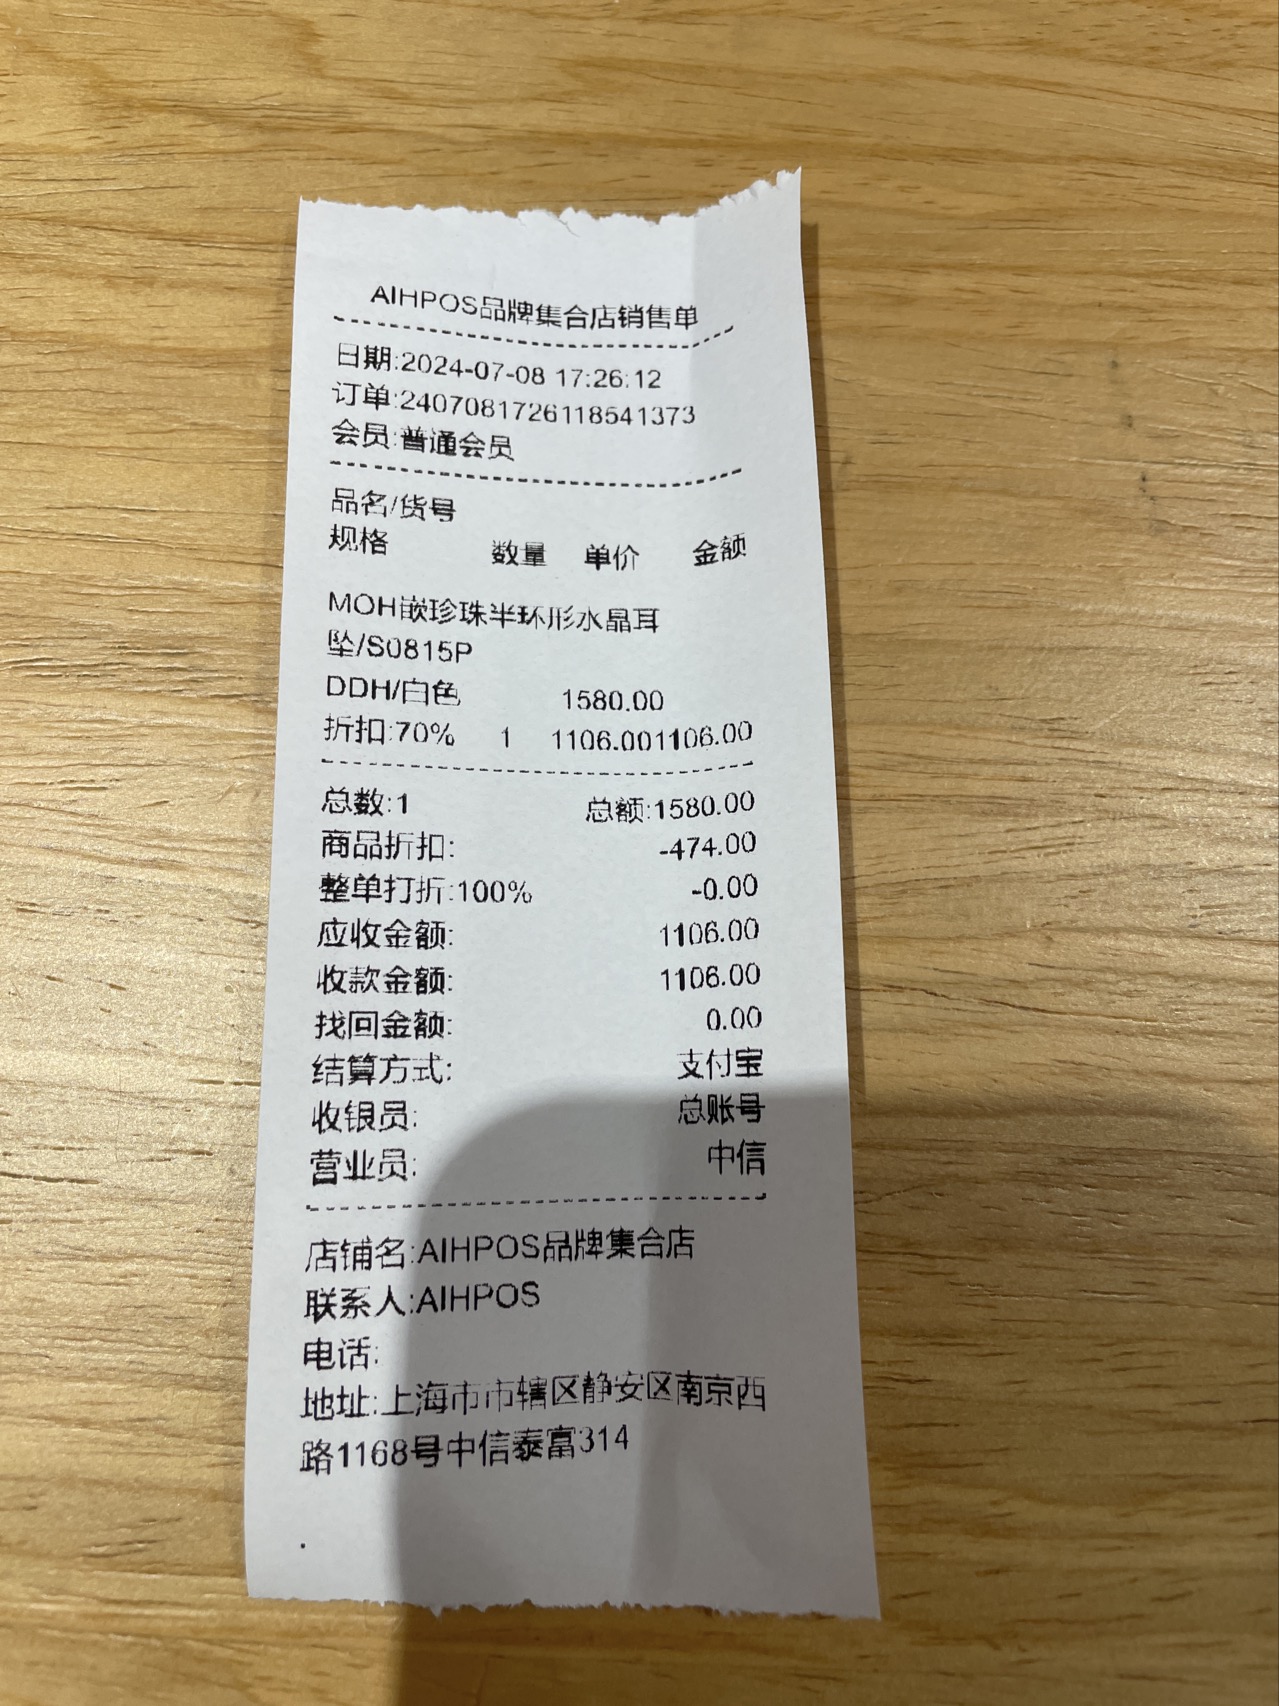 AIHPOS品牌集合店销售单
日期:2024-07-08 17:26:12
订单:2407081726118541373
会员:普通会员
品名/货号
规格 数量 单价 金额
MOH嵌珍珠半环形水晶耳
坠/S0815P
DDH/白色 1580.00
折扣:70% 1 1106.001106.00
总数:1 总额:1580.00
商品折扣: -474.00
整单打折:100% -0.00
应收金额: 1106.00
收款金额: 1106.00
找回金额: 0.00
结算方式: 支付宝
收银员: 总账号
营业员: 中信
店铺名:AIHPOS品牌集合店
联系人:AIHPOS
电话:
地址:上海市市辖区静安区南京西
路1168号中信泰富314
.